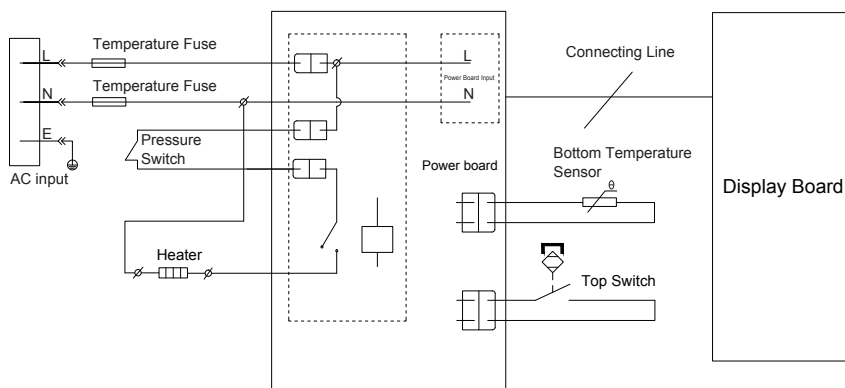 Temperature Fuse
L
Temperature Fuse
N
E
AC input
Pressure
Switch
Heater
L
Power Board Input
N
Power board
Connecting Line
Bottom Temperature
Sensor
θ
Top Switch
Display Board